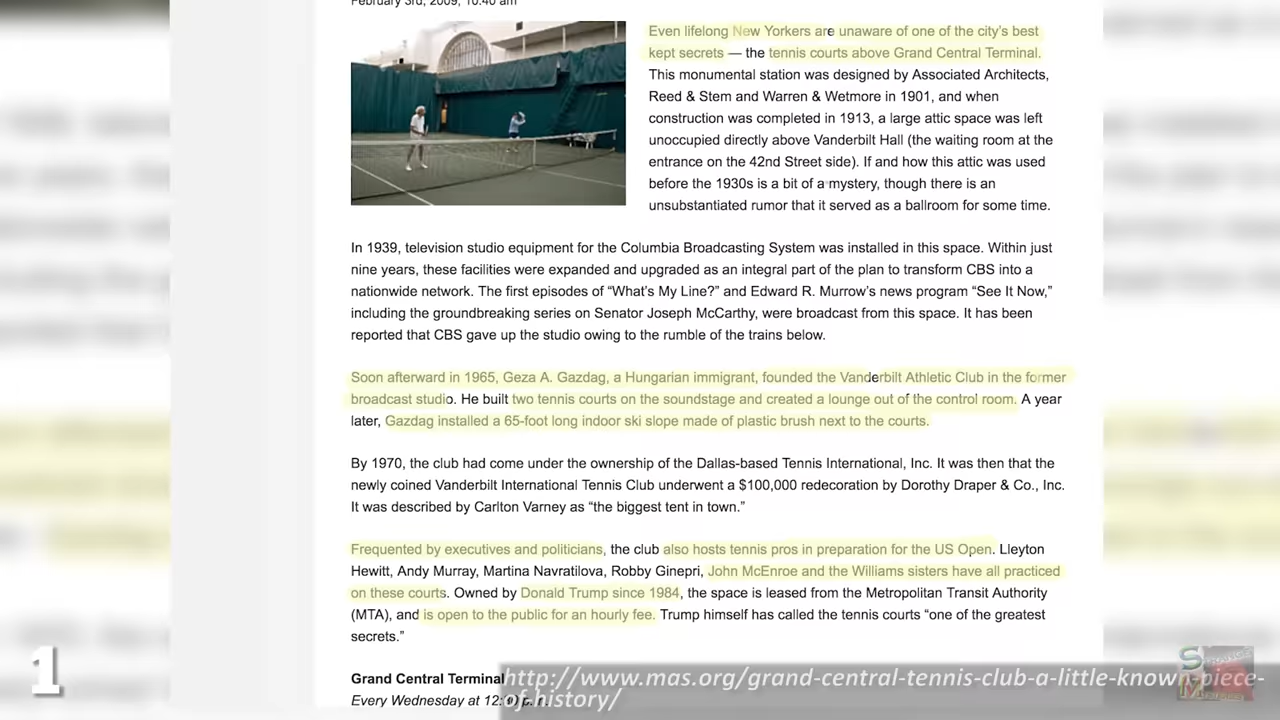 February 3rd, 2009, 10:40 am
Even lifelong New Yorkers are unaware of one of the city's best
kept secrets — the tennis courts above Grand Central Terminal.
This monumental station was designed by Associated Architects,
Reed & Stem and Warren & Wetmore in 1901, and when
construction was completed in 1913, a large attic space was left
unoccupied directly above Vanderbilt Hall (the waiting room at the
entrance on the 42nd Street side). If and how this attic was used
before the 1930s is a bit of a mystery, though there is an
unsubstantiated rumor that it served as a ballroom for some time.
In 1939, television studio equipment for the Columbia Broadcasting System was installed in this space. Within just
nine years, these facilities were expanded and upgraded as an integral part of the plan to transform CBS into a
nationwide network. The first episodes of “What's My Line?” and Edward R. Murrow's news program “See It Now,”
including the groundbreaking series on Senator Joseph McCarthy, were broadcast from this space. It has been
reported that CBS gave up the studio owing to the rumble of the trains below.
Soon afterward in 1965, Geza A. Gazdag, a Hungarian immigrant, founded the Vanderbilt Athletic Club in the former
broadcast studio. He built two tennis courts on the soundstage and created a lounge out of the control room. A year
later, Gazdag installed a 65-foot long indoor ski slope made of plastic brush next to the courts.
By 1970, the club had come under the ownership of the Dallas-based Tennis International, Inc. It was then that the
newly coined Vanderbilt International Tennis Club underwent a $100,000 redecoration by Dorothy Draper & Co., Inc.
It was described by Carlton Varney as “the biggest tent in town.”
Frequented by executives and politicians, the club also hosts tennis pros in preparation for the US Open. Lleyton
Hewitt, Andy Murray, Martina Navratilova, Robby Ginepri, John McEnroe and the Williams sisters have all practiced
on these courts. Owned by Donald Trump since 1984, the space is leased from the Metropolitan Transit Authority
(MTA), and is open to the public for an hourly fee. Trump himself has called the tennis courts “one of the greatest
secrets.”
Grand Central Terminal
Every Wednesday at
1
http://www.mas.org/grand-central-tennis-club-a-little-known-piece-
of-history/